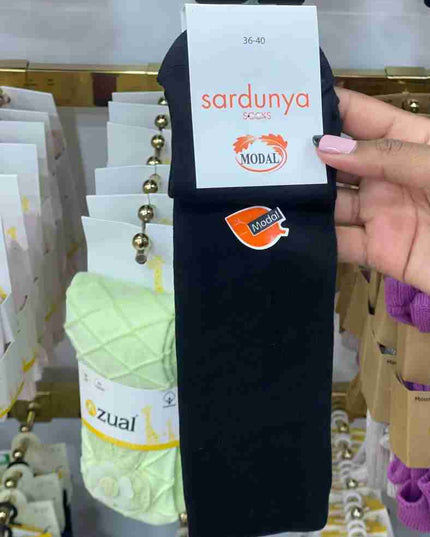 36-40
sardunya
SOCKS
MODAL
Modal
zual